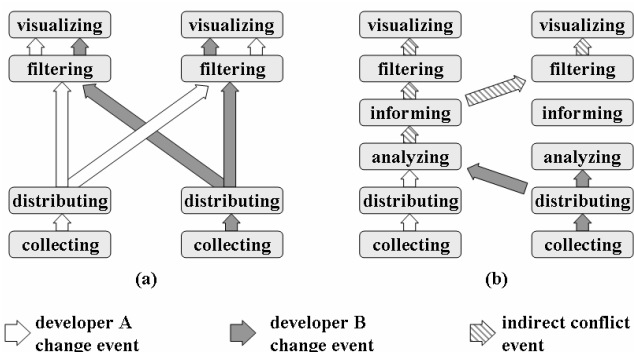 visualizing
visualizing
visualizing
visualizing
filtering
filtering
filtering
filtering
informing
informing
analyzing
analyzing
distributing
distributing
distributing
distributing
collecting
collecting
collecting
collecting
(a)
(b)
developer A
change event
developer B
change event
indirect conflict
event